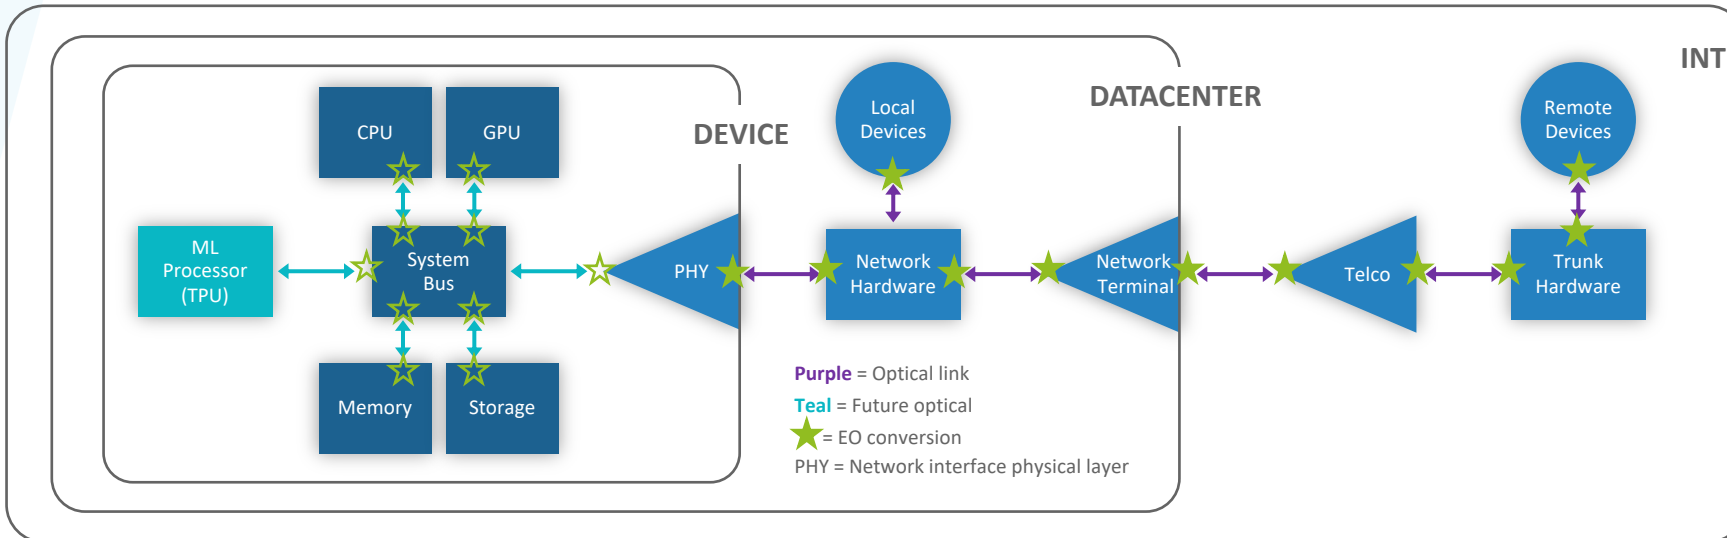 INT
DATACENTER
DEVICE
CPU
GPU
Local
Devices
Remote
Devices
ML
Processor
(TPU)
System
Bus
PHY
Network
Hardware
Network
Terminal
Telco
Trunk
Hardware
Memory
Storage
Purple = Optical link
Teal = Future optical
= EO conversion
PHY = Network interface physical layer